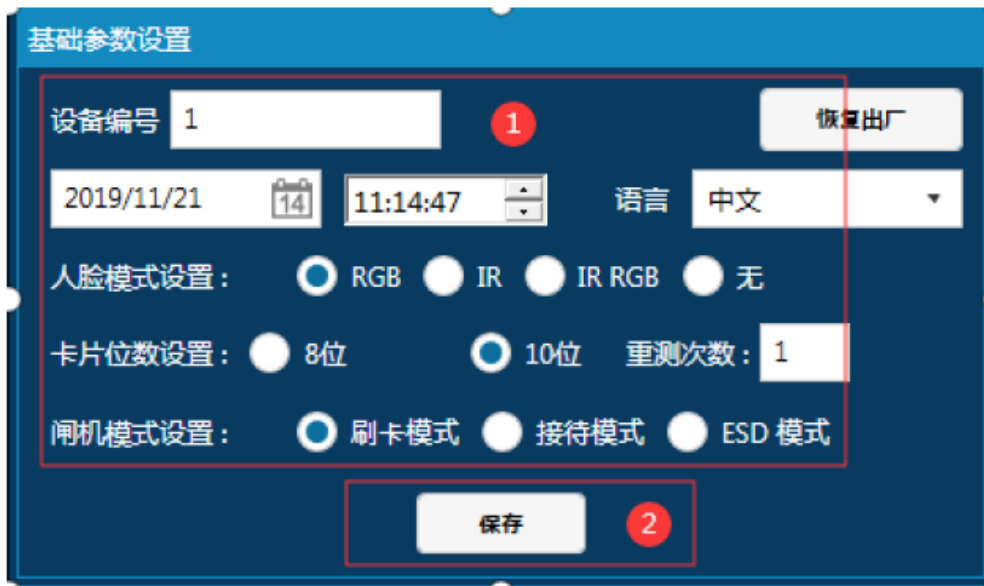 基础参数设置
设备编号 1 1 恢复出厂
2019/11/21 14 11:14:47 语言 中文
人脸模式设置： RGB IR IR RGB 无
卡片位数设置： 8位 10位 重测次数： 1
闸机模式设置： 刷卡模式 接待模式 ESD 模式
保存 2